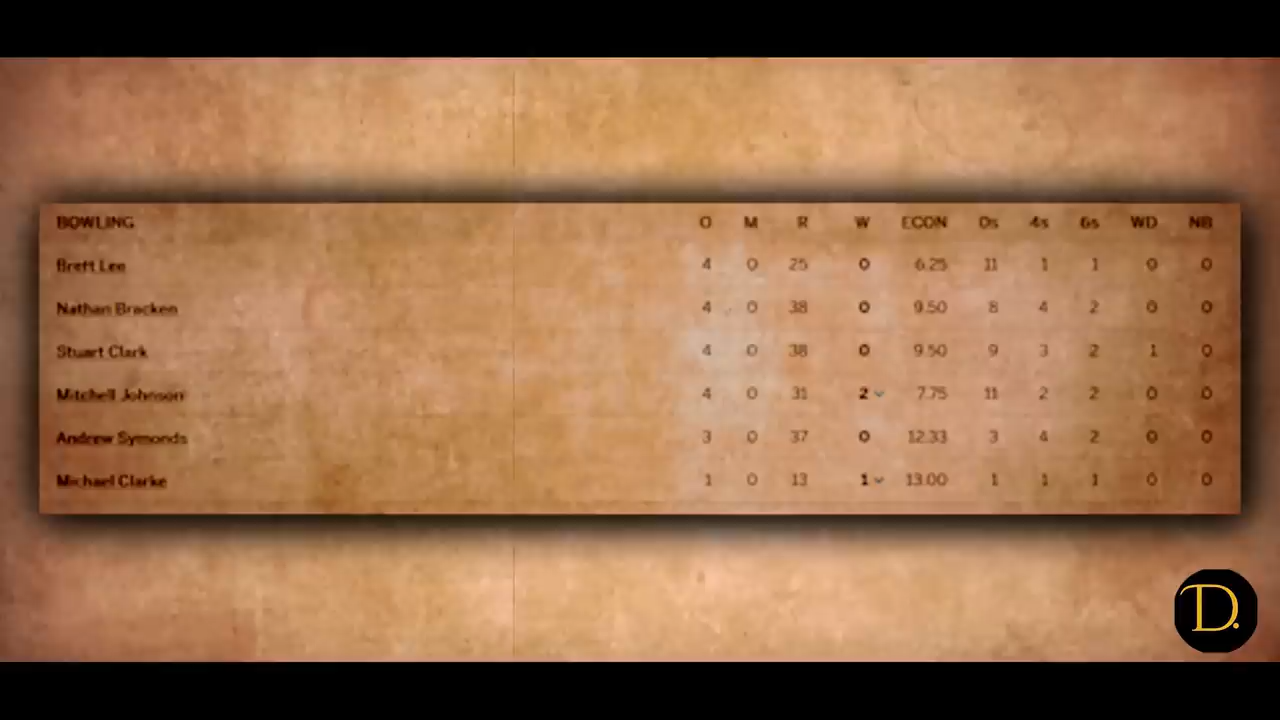 BOWLING O M R W ECON 0s 4s 6s WD NB
Brett Lee 4 0 25 0 6.25 11 1 1 0 0
Nathan Bracken 4 0 38 0 9.50 8 4 2 0 0
Stuart Clark 4 0 38 0 9.50 9 3 2 1 0
Mitchell Johnson 4 0 31 2 7.75 11 2 2 0 0
Andrew Symonds 3 0 37 0 12.33 3 4 2 0 0
Michael Clarke 1 0 13 1 13.00 1 1 1 0 0
D.